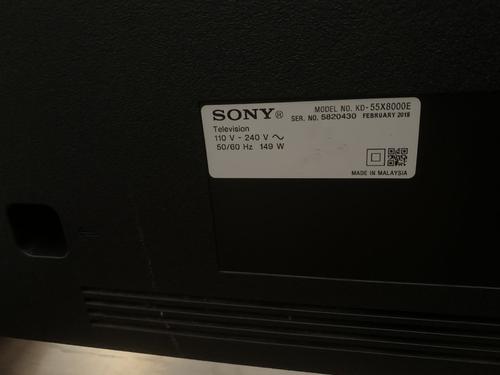 SONY®
MODEL NO. KD-55X8000E
SER. NO. 5820430 FEBRUARY 2018
Television
110 V - 240 V ~
50/60 Hz 149 W
MADE IN MALAYSIA